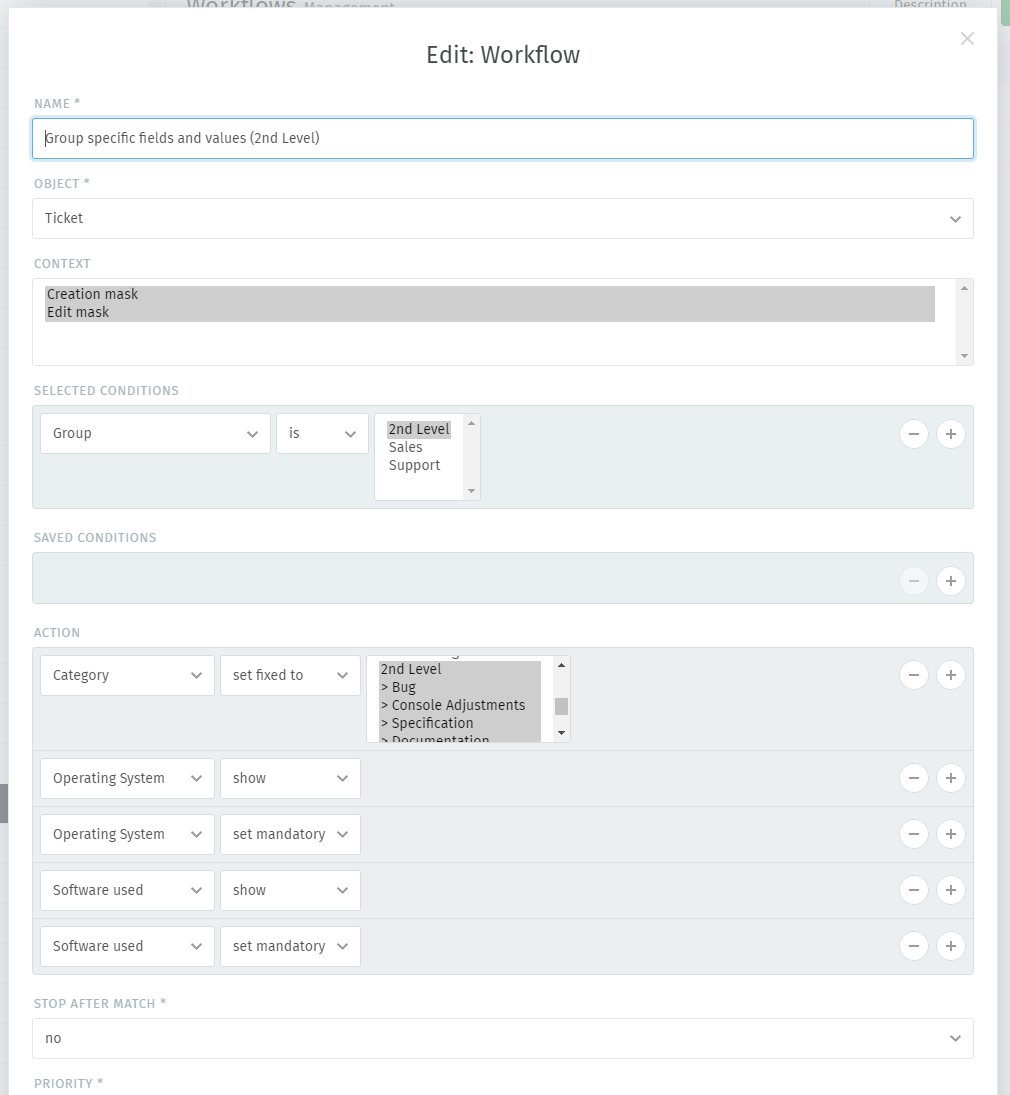 Workflows Management
Description
Edit: Workflow
NAME *
Group specific fields and values (2nd Level)
OBJECT *
Ticket
CONTEXT
Creation mask
Edit mask
SELECTED CONDITIONS
Group is 2nd Level
Sales
Support
SAVED CONDITIONS
ACTION
Category set fixed to 2nd Level
> Bug
> Console Adjustments
> Specification
> Documentation
Operating System show
Operating System set mandatory
Software used show
Software used set mandatory
STOP AFTER MATCH *
no
PRIORITY *